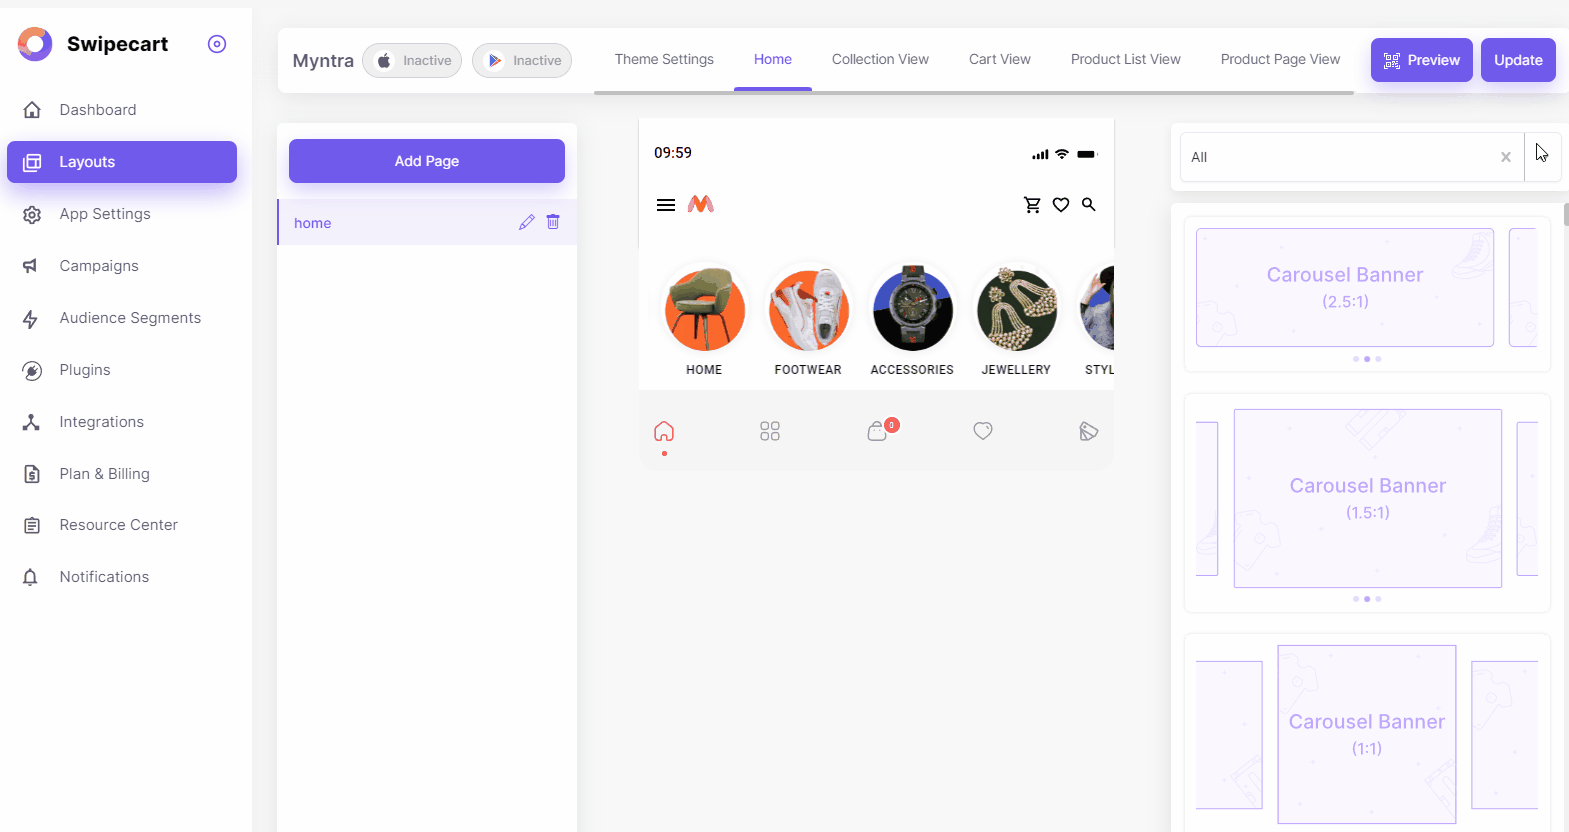 Swipecart
Dashboard
Layouts
App Settings
Campaigns
Audience Segments
Plugins
Integrations
Plan & Billing
Resource Center
Notifications
Myntra
Inactive
Inactive
Theme Settings
Home
Collection View
Cart View
Product List View
Product Page View
Preview
Update
Add Page
home
09:59
HOME
FOOTWEAR
ACCESSORIES
JEWELLERY
STYL
0
All
Carousel Banner
(2.5:1)
Carousel Banner
(1.5:1)
Carousel Banner
(1:1)